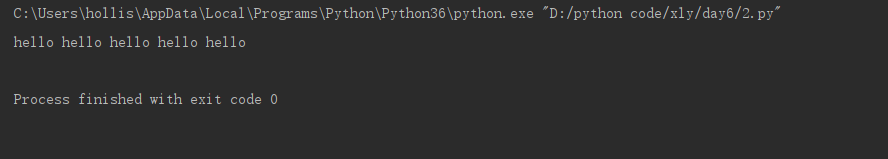 C:\Users\hollis\AppData\Local\Programs\Python\Python36\python.exe "D:/python code/xly/day6/2.py"
hello hello hello hello hello
Process finished with exit code 0